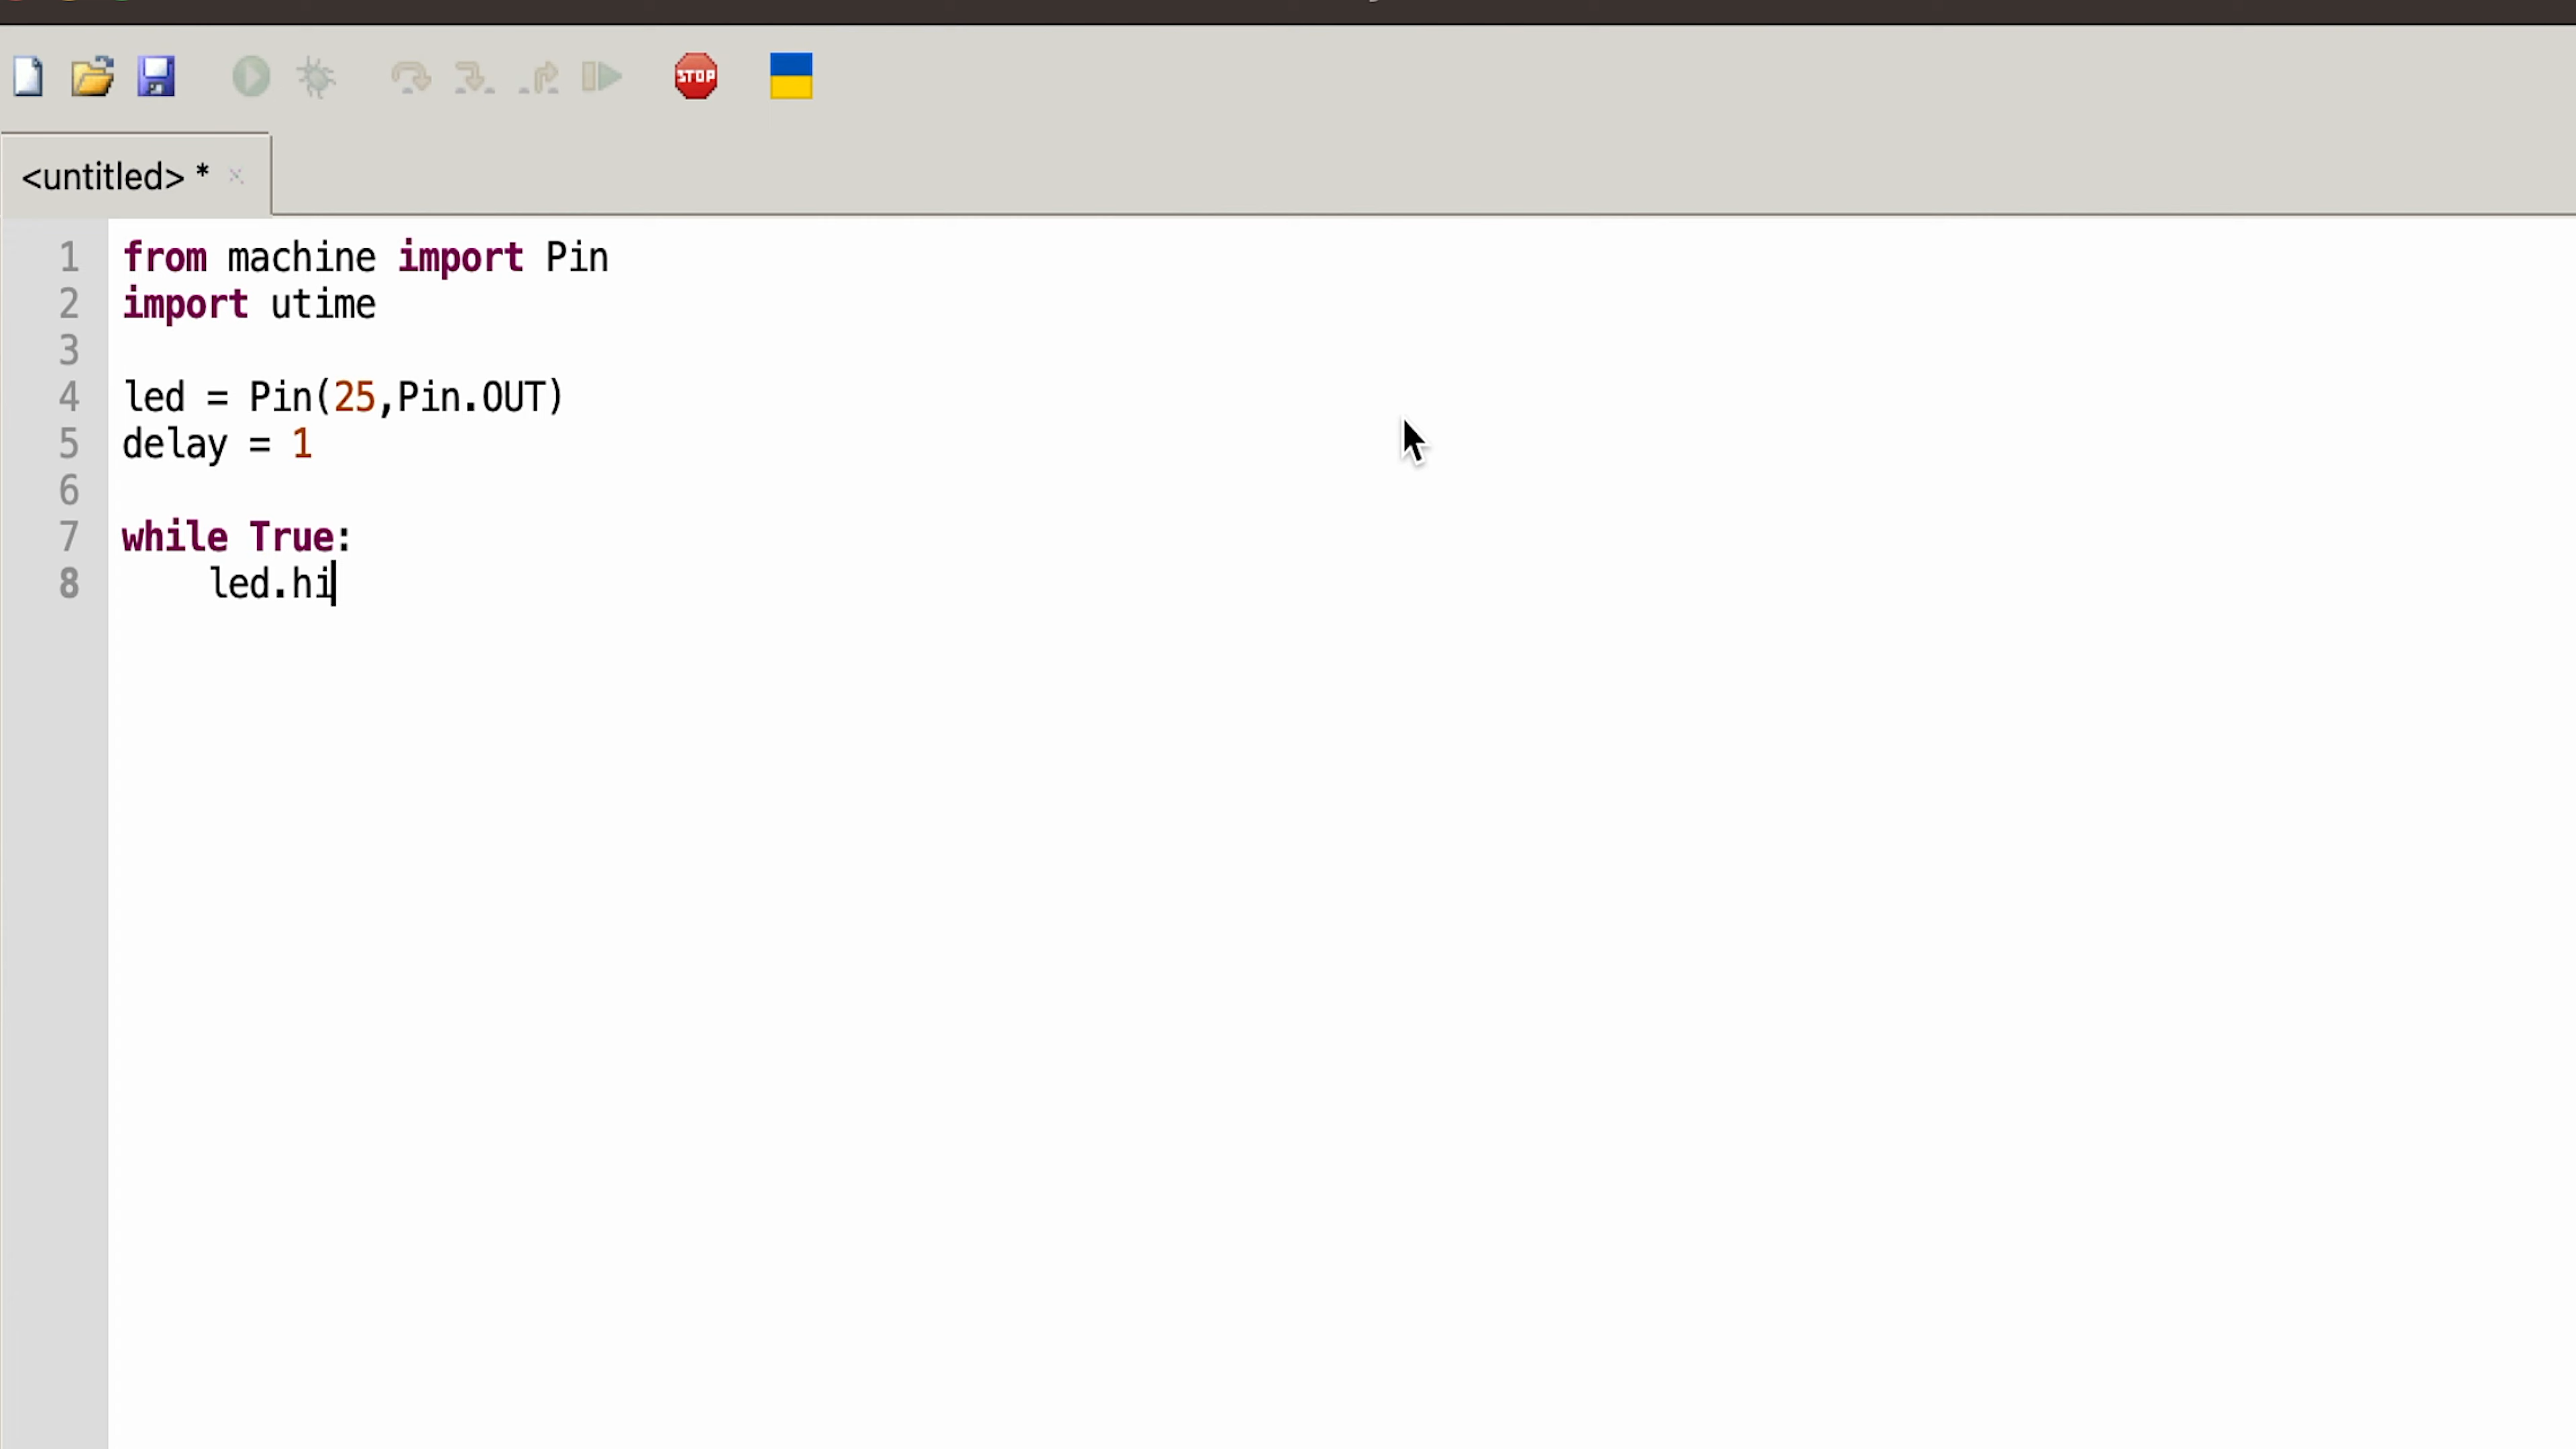 STOP
<untitled> *
1 from machine import Pin
2 import utime
3
4 led = Pin(25,Pin.OUT)
5 delay = 1
6
7 while True:
8     led.hi